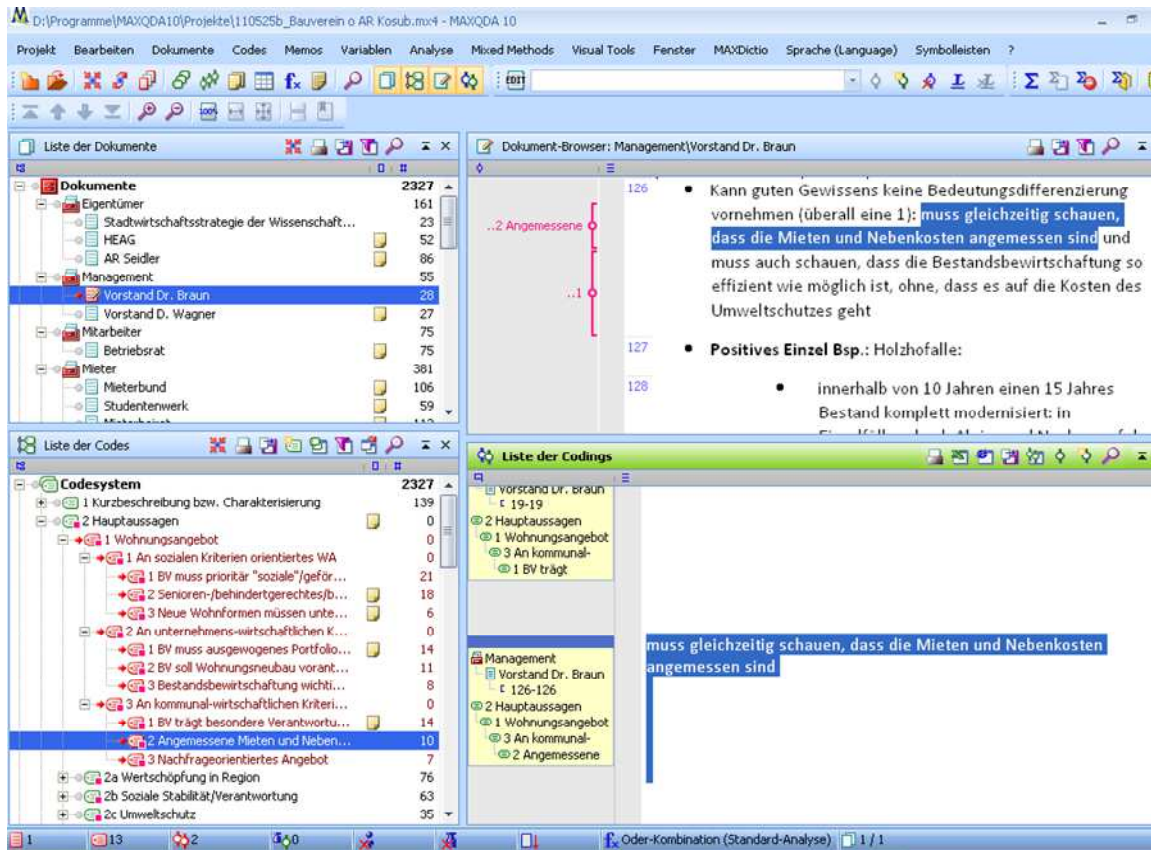 D:\Programme\MAXQDA10\Projekte\110525b_Bauverein o AR Kosub.mx4 - MAXQDA 10
Projekt Bearbeiten Dokumente Codes Memos Variablen Analyse Mixed Methods Visual Tools Fenster MAXDictio Sprache (Language) Symbolleisten ?
Liste der Dokumente
Dokumente 2327
Eigentümer 161
Stadtwirtschaftsstrategie der Wissenschaft... 23
HEAG 52
AR Seidler 86
Management 55
Vorstand Dr. Braun 28
Vorstand D. Wagner 27
Mitarbeiter 75
Betriebsrat 75
Mieter 381
Mieterbund 106
Studentenwerk 59
Dokument-Browser: Management\Vorstand Dr. Braun
..2 Angemessene
..1
126 • Kann guten Gewissens keine Bedeutungsdifferenzierung
vornehmen (überall eine 1): muss gleichzeitig schauen,
dass die Mieten und Nebenkosten angemessen sind und
muss auch schauen, dass die Bestandsbewirtschaftung so
effizient wie möglich ist, ohne, dass es auf die Kosten des
Umweltschutzes geht
127 • Positives Einzel Bsp.: Holzhofalle:
128 • innerhalb von 10 Jahren einen 15 Jahres
Bestand komplett modernisiert: in
Liste der Codes
Codesystem 2327
1 Kurzbeschreibung bzw. Charakterisierung 139
2 Hauptaussagen 0
1 Wohnungsangebot 0
1 An sozialen Kriterien orientiertes WA 0
1 BV muss prioritär "soziale"/geför... 21
2 Senioren-/behindertgerechtes/b... 18
3 Neue Wohnformen müssen unte... 6
2 An unternehmens-wirtschaftlichen K... 0
1 BV muss ausgewogenes Portfolio... 14
2 BV soll Wohnungsneubau vorant... 11
3 Bestandsbewirtschaftung wichti... 8
3 An kommunal-wirtschaftlichen Kriteri... 0
1 BV trägt besondere Verantwortu... 14
2 Angemessene Mieten und Neben... 10
3 Nachfrageorientiertes Angebot 7
2a Wertschöpfung in Region 76
2b Soziale Stabilität/Verantwortung 63
2c Umweltschutz 35
Liste der Codings
Vorstand Dr. Braun
19-19
2 Hauptaussagen
1 Wohnungsangebot
3 An kommunal-
1 BV trägt
Management
Vorstand Dr. Braun
126-126
2 Hauptaussagen
1 Wohnungsangebot
3 An kommunal-
2 Angemessene
muss gleichzeitig schauen, dass die Mieten und Nebenkosten
angemessen sind
1 13 2 0 Oder-Kombination (Standard-Analyse) 1 / 1